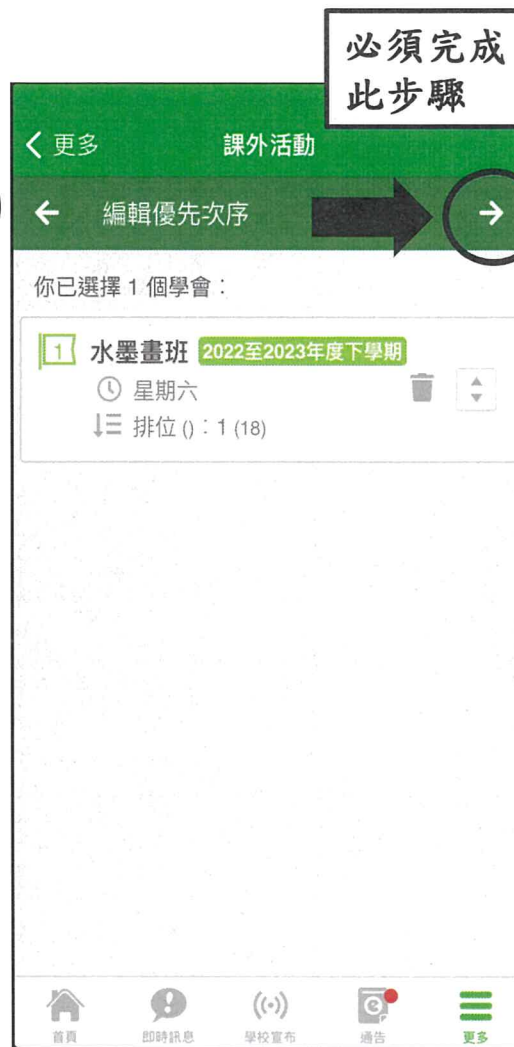 必須完成
此步驟
更多
課外活動
編輯優先次序
你已選擇 1 個學會：
1 水墨畫班 2022至2023年度下學期
星期六
排位 ()：1 (18)
首頁
即時訊息
學校宣布
通告
更多